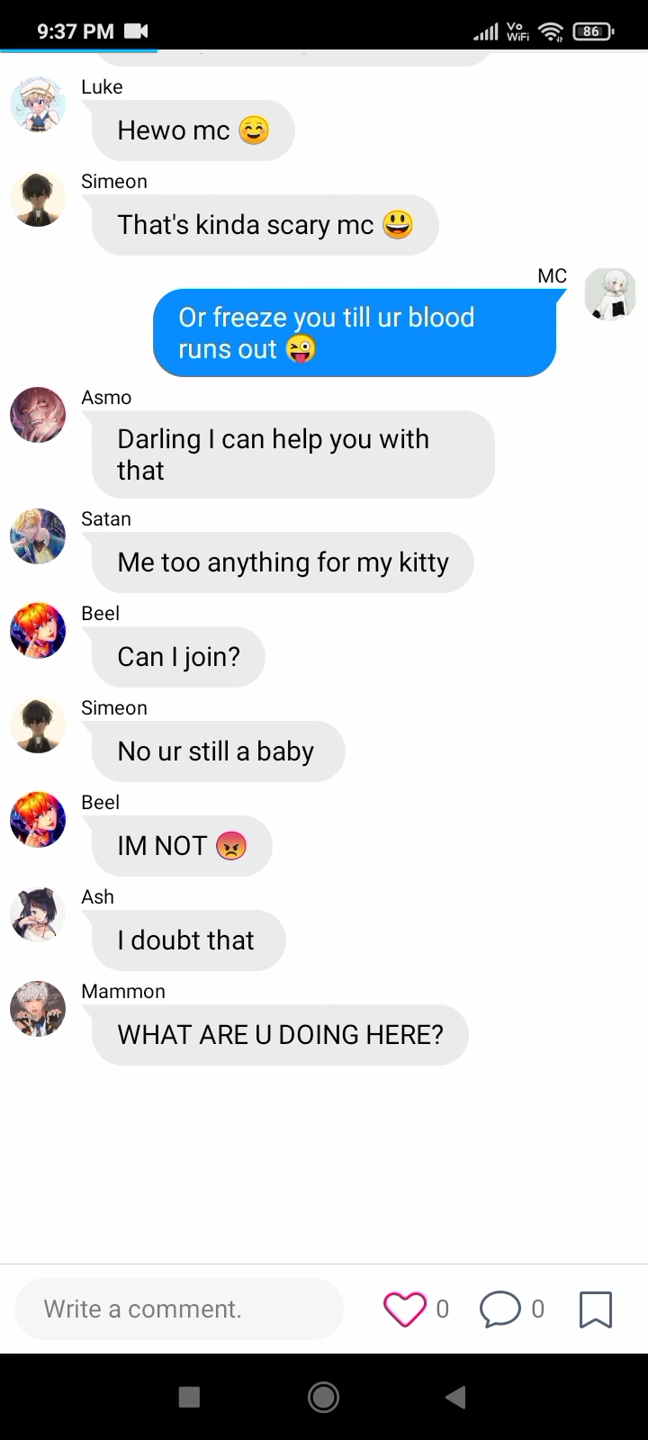 9:37 PM
Vo
WiFi
86
Luke
Hewo mc 😊
Simeon
That's kinda scary mc 😃
MC
Or freeze you till ur blood
runs out 😜
Asmo
Darling I can help you with
that
Satan
Me too anything for my kitty
Beel
Can I join?
Simeon
No ur still a baby
Beel
IM NOT 😡
Ash
I doubt that
Mammon
WHAT ARE U DOING HERE?
Write a comment.
0
0